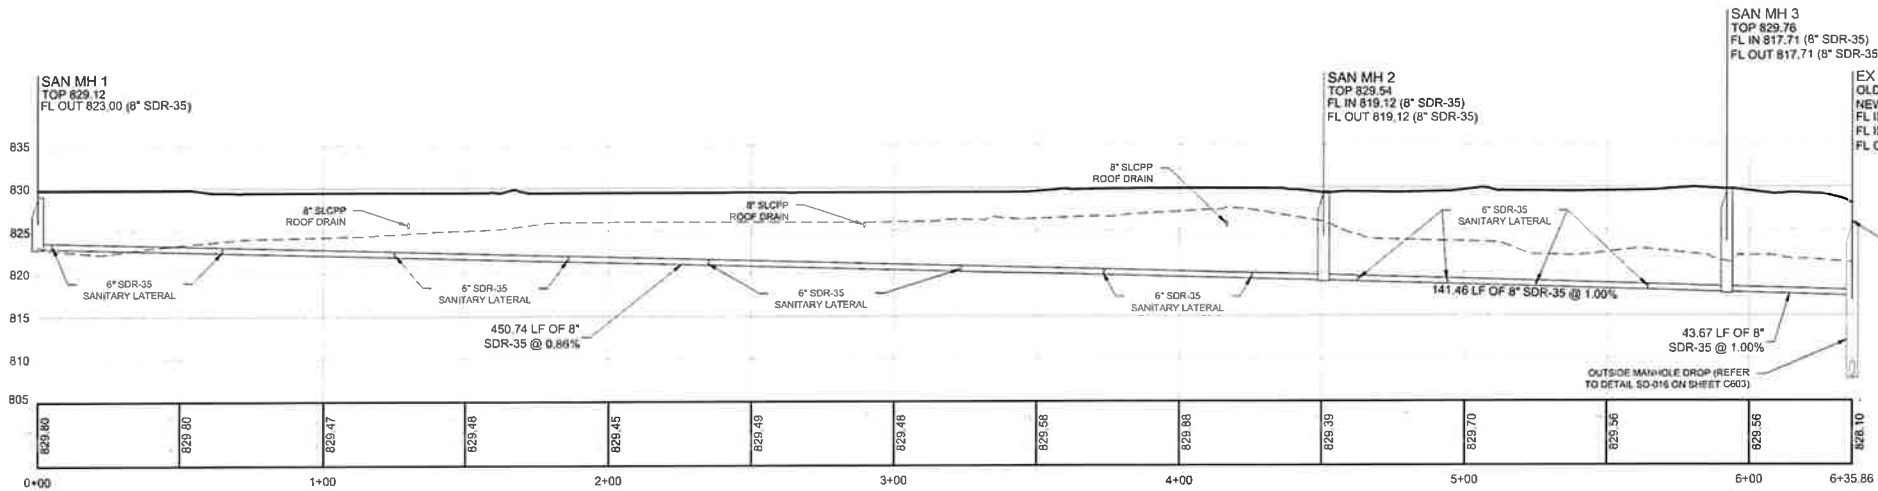 SAN MH 3
TOP 829.76
FL IN 817.71 (8" SDR-35)
FL OUT 817.71 (8" SDR-35
SAN MH 1
TOP 829.12
FL OUT 823.00 (8" SDR-35)
SAN MH 2
TOP 829.54
FL IN 819.12 (8" SDR-35)
FL OUT 819.12 (8" SDR-35)
EX
OLD
NEW
FL
FL
FL
835
830
825
820
815
810
805
8" SLCPP
ROOF DRAIN
8" SLCPP
ROOF DRAIN
8" SLCPP
ROOF DRAIN
6" SDR-35
SANITARY LATERAL
6" SDR-35
SANITARY LATERAL
6" SDR-35
SANITARY LATERAL
6" SDR-35
SANITARY LATERAL
6" SDR-35
SANITARY LATERAL
450.74 LF OF 8"
SDR-35 @ 0.86%
141.46 LF OF 8" SDR-35 @ 1.00%
43.67 LF OF 8"
SDR-35 @ 1.00%
OUTSIDE MANHOLE DROP (REFER
TO DETAIL SD-016 ON SHEET C603)
829.80
829.80
829.47
829.48
829.45
829.49
829.48
829.58
829.88
829.39
829.70
829.56
829.56
828.10
0+00
1+00
2+00
3+00
4+00
5+00
6+00
6+35.86